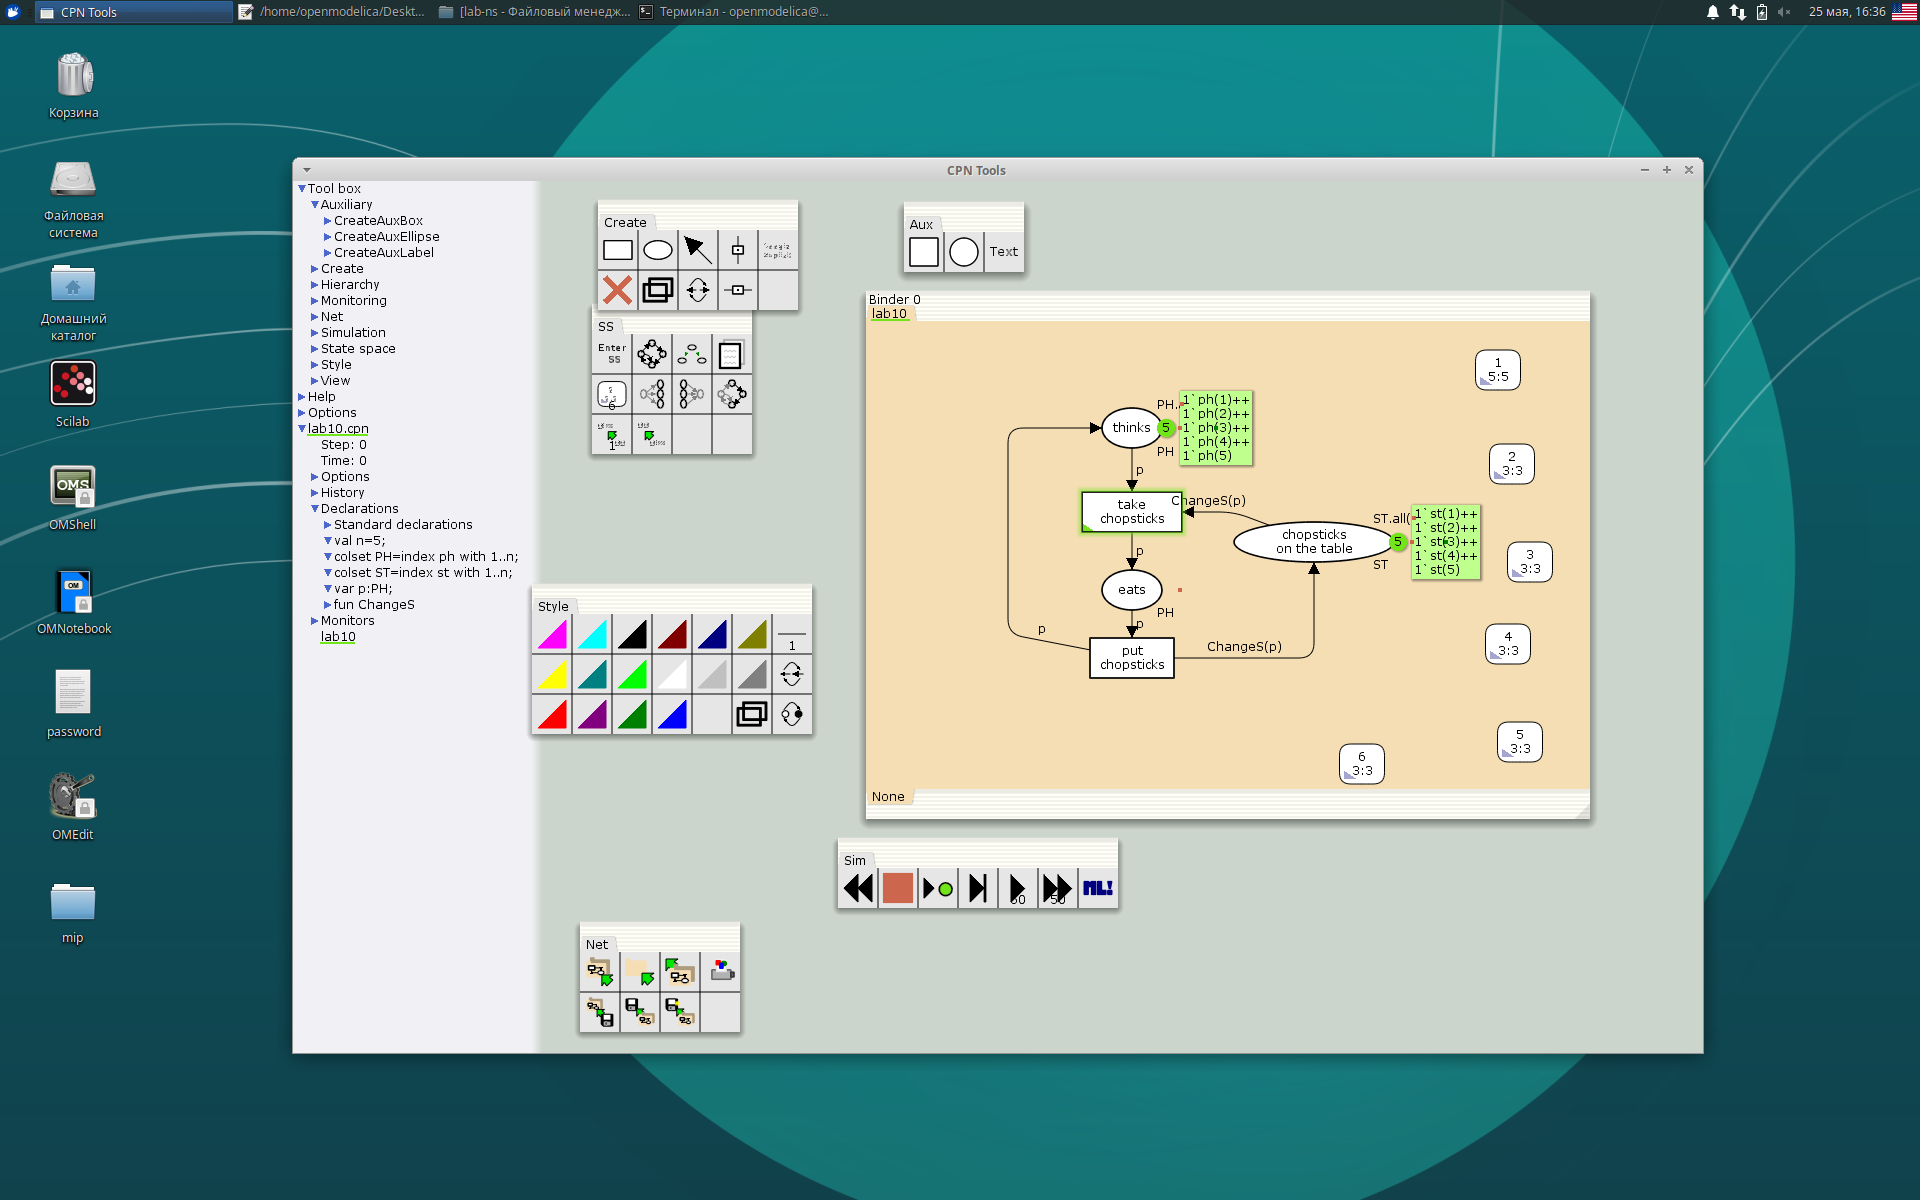 CPN Tools
/home/openmodelica/Deskt...
[lab-ns - Файловый менедж...
Терминал - openmodelica@...
25 мая, 16:36
Корзина
Файловая
система
Домашний
каталог
Scilab
OMS
OMShell
OM
OMNotebook
password
OMEdit
mip
CPN Tools
Tool box
Auxiliary
CreateAuxBox
CreateAuxEllipse
CreateAuxLabel
Create
Hierarchy
Monitoring
Net
Simulation
State space
Style
View
Help
Options
lab10.cpn
Step: 0
Time: 0
Options
History
Declarations
Standard declarations
val n=5;
colset PH=index ph with 1..n;
colset ST=index st with 1..n;
var p:PH;
fun ChangeS
Monitors
lab10
Create
SS
Enter
SS
6
1
Style
1
Net
Aux
Text
Binder 0
lab10
thinks
5
PH.
PH
1`ph(1)++
1`ph(2)++
1`ph(3)++
1`ph(4)++
1`ph(5)
p
take
chopsticks
ChangeS(p)
p
eats
PH
p
p
put
chopsticks
ChangeS(p)
chopsticks
on the table
ST.all(
5
ST
1`st(1)++
1`st(2)++
1`st(3)++
1`st(4)++
1`st(5)
1
5:5
2
3:3
3
3:3
4
3:3
5
3:3
6
3:3
None
Sim
50
ML!